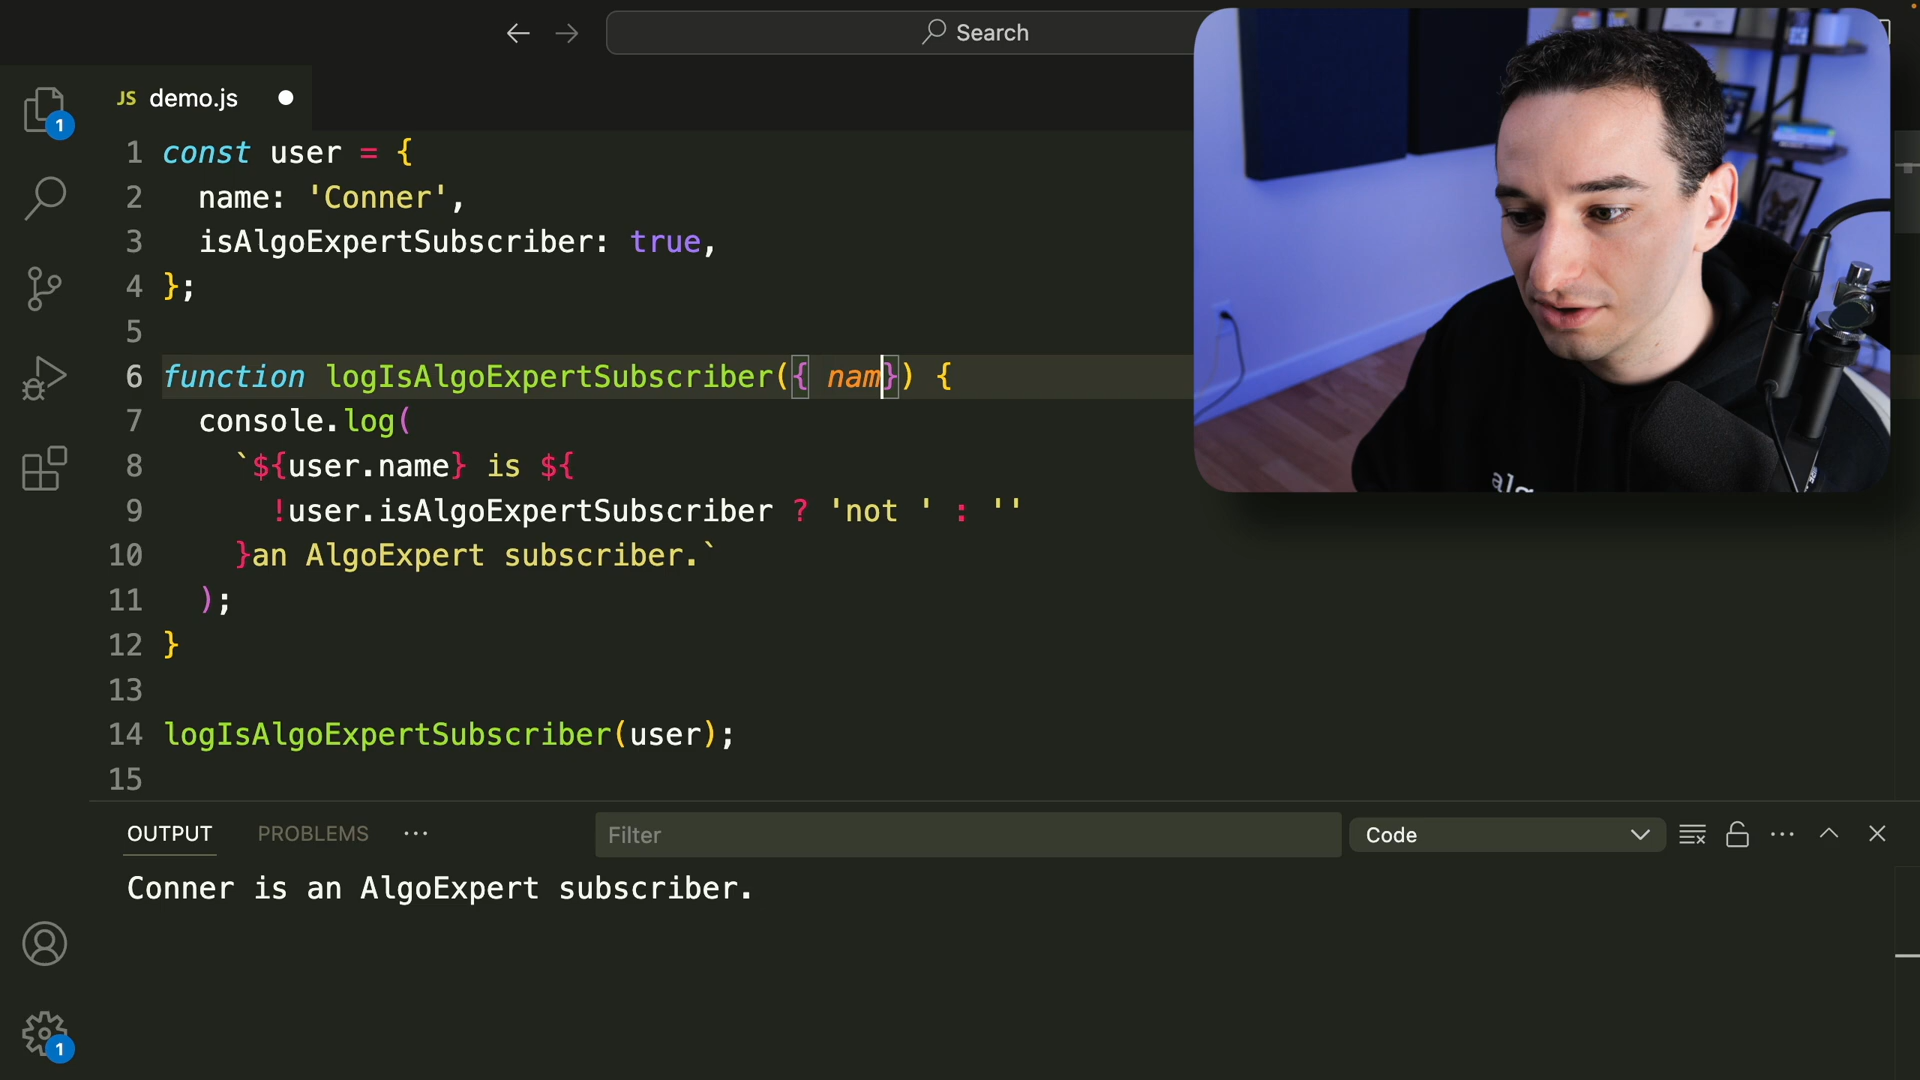 Search
JS demo.js
1
1 const user = {
2 name: 'Conner',
3 isAlgoExpertSubscriber: true,
4 };
5
6 function logIsAlgoExpertSubscriber({ nam}) {
7 console.log(
8 `${user.name} is ${
9 !user.isAlgoExpertSubscriber ? 'not ' : ''
10 }an AlgoExpert subscriber.`
11 );
12 }
13
14 logIsAlgoExpertSubscriber(user);
15
OUTPUT PROBLEMS ... Filter Code
Conner is an AlgoExpert subscriber.
1